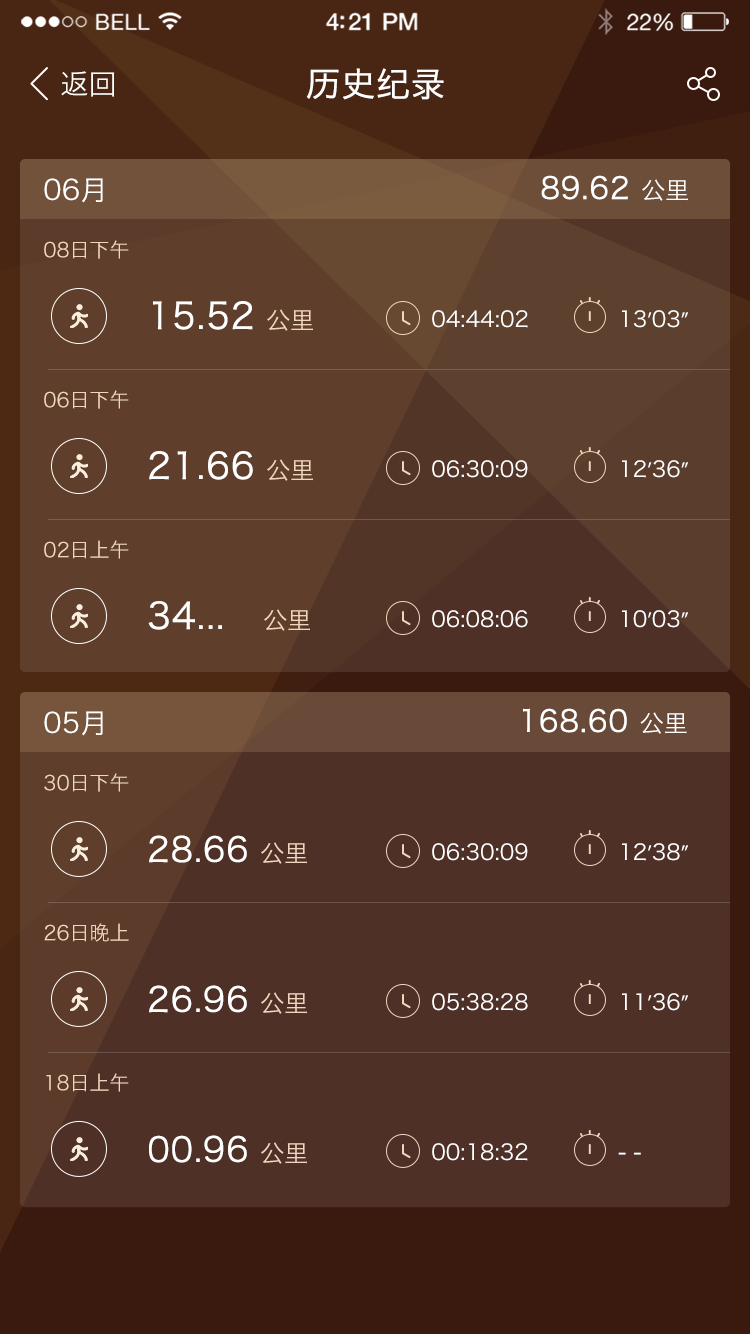 BELL 4:21 PM 22%
返回 历史纪录
06月 89.62 公里
08日下午
15.52 公里 04:44:02 13′03″
06日下午
21.66 公里 06:30:09 12′36″
02日上午
34... 公里 06:08:06 10′03″
05月 168.60 公里
30日下午
28.66 公里 06:30:09 12′38″
26日晚上
26.96 公里 05:38:28 11′36″
18日上午
00.96 公里 00:18:32 - -